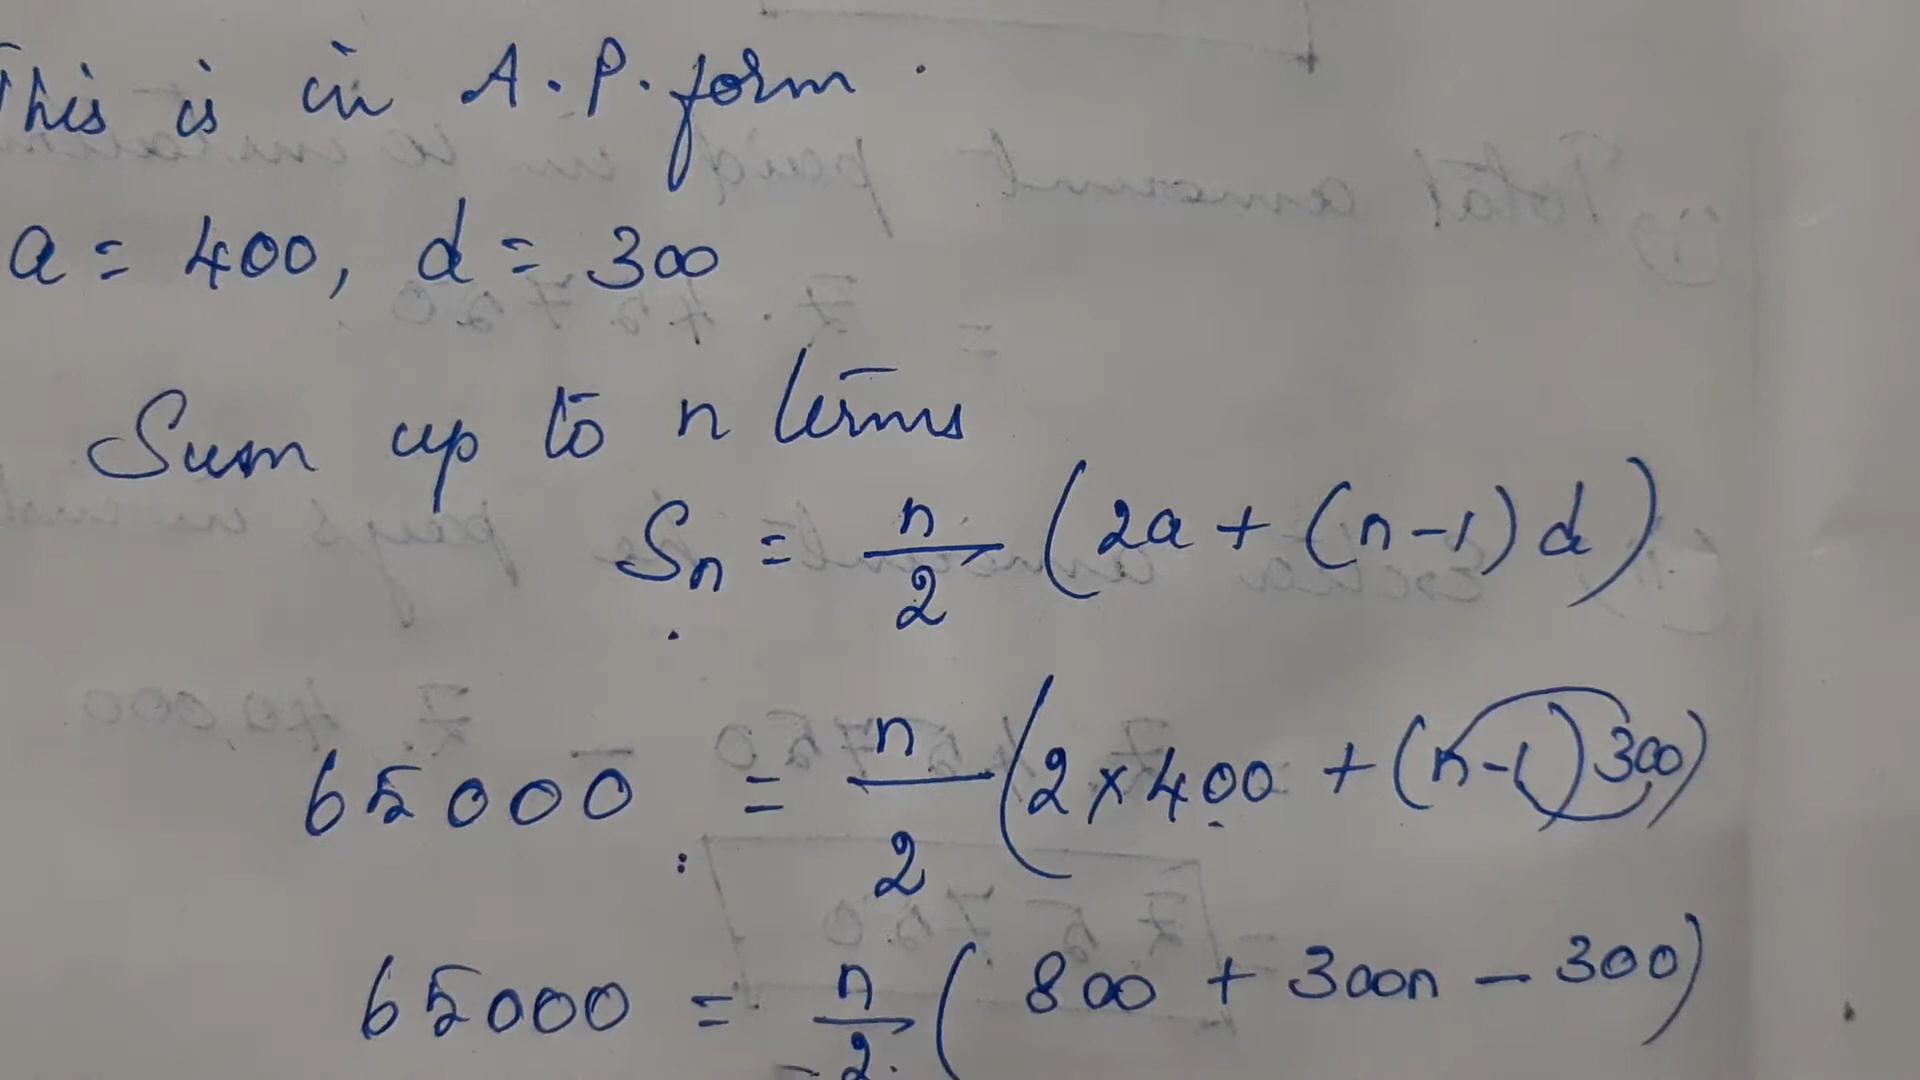 This is in A.P. form.
a = 400, d = 300
Sum up to n terms
Sn = n/2 (2a + (n-1) d)
65000 = n/2 (2 × 400 + (n-1) 300)
65000 = n/2 (800 + 300n - 300)